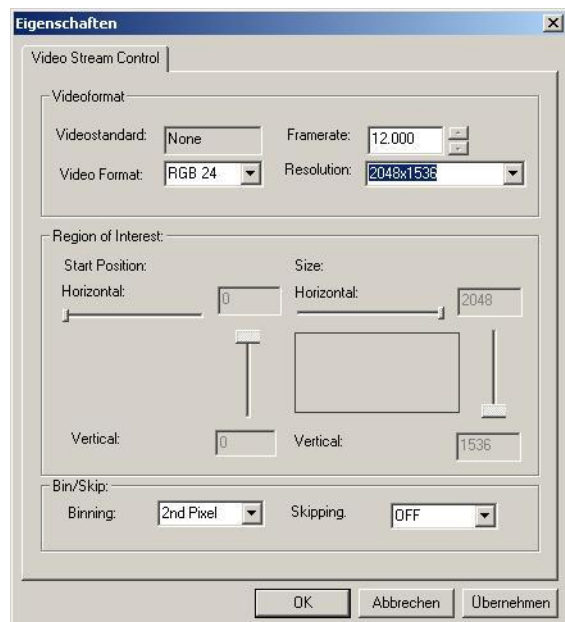 Eigenschaften
Video Stream Control
Videoformat
Videostandard: None Framerate: 12.000
Video Format: RGB 24 Resolution: 2048x1536
Region of Interest:
Start Position: Size:
Horizontal: 0 Horizontal: 2048
Vertical: 0 Vertical: 1536
Bin/Skip:
Binning: 2nd Pixel Skipping. OFF
OK Abbrechen Übernehmen